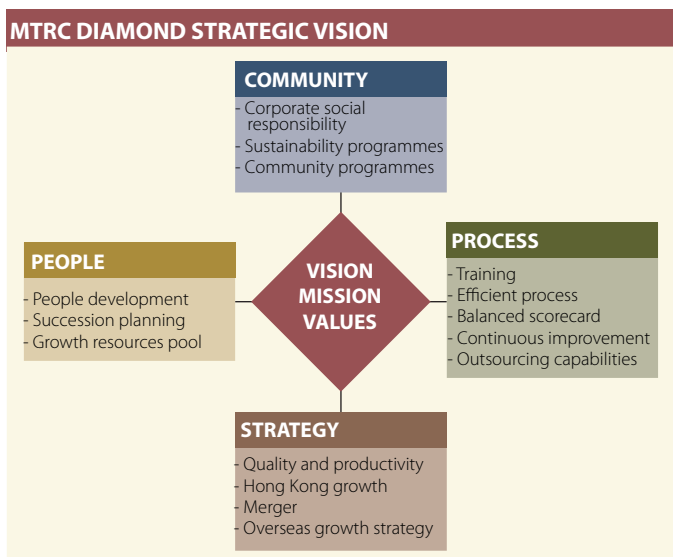 MTRC DIAMOND STRATEGIC VISION
COMMUNITY
- Corporate social
responsibility
- Sustainability programmes
- Community programmes
PEOPLE
- People development
- Succession planning
- Growth resources pool
VISION
MISSION
VALUES
PROCESS
- Training
- Efficient process
- Balanced scorecard
- Continuous improvement
- Outsourcing capabilities
STRATEGY
- Quality and productivity
- Hong Kong growth
- Merger
- Overseas growth strategy